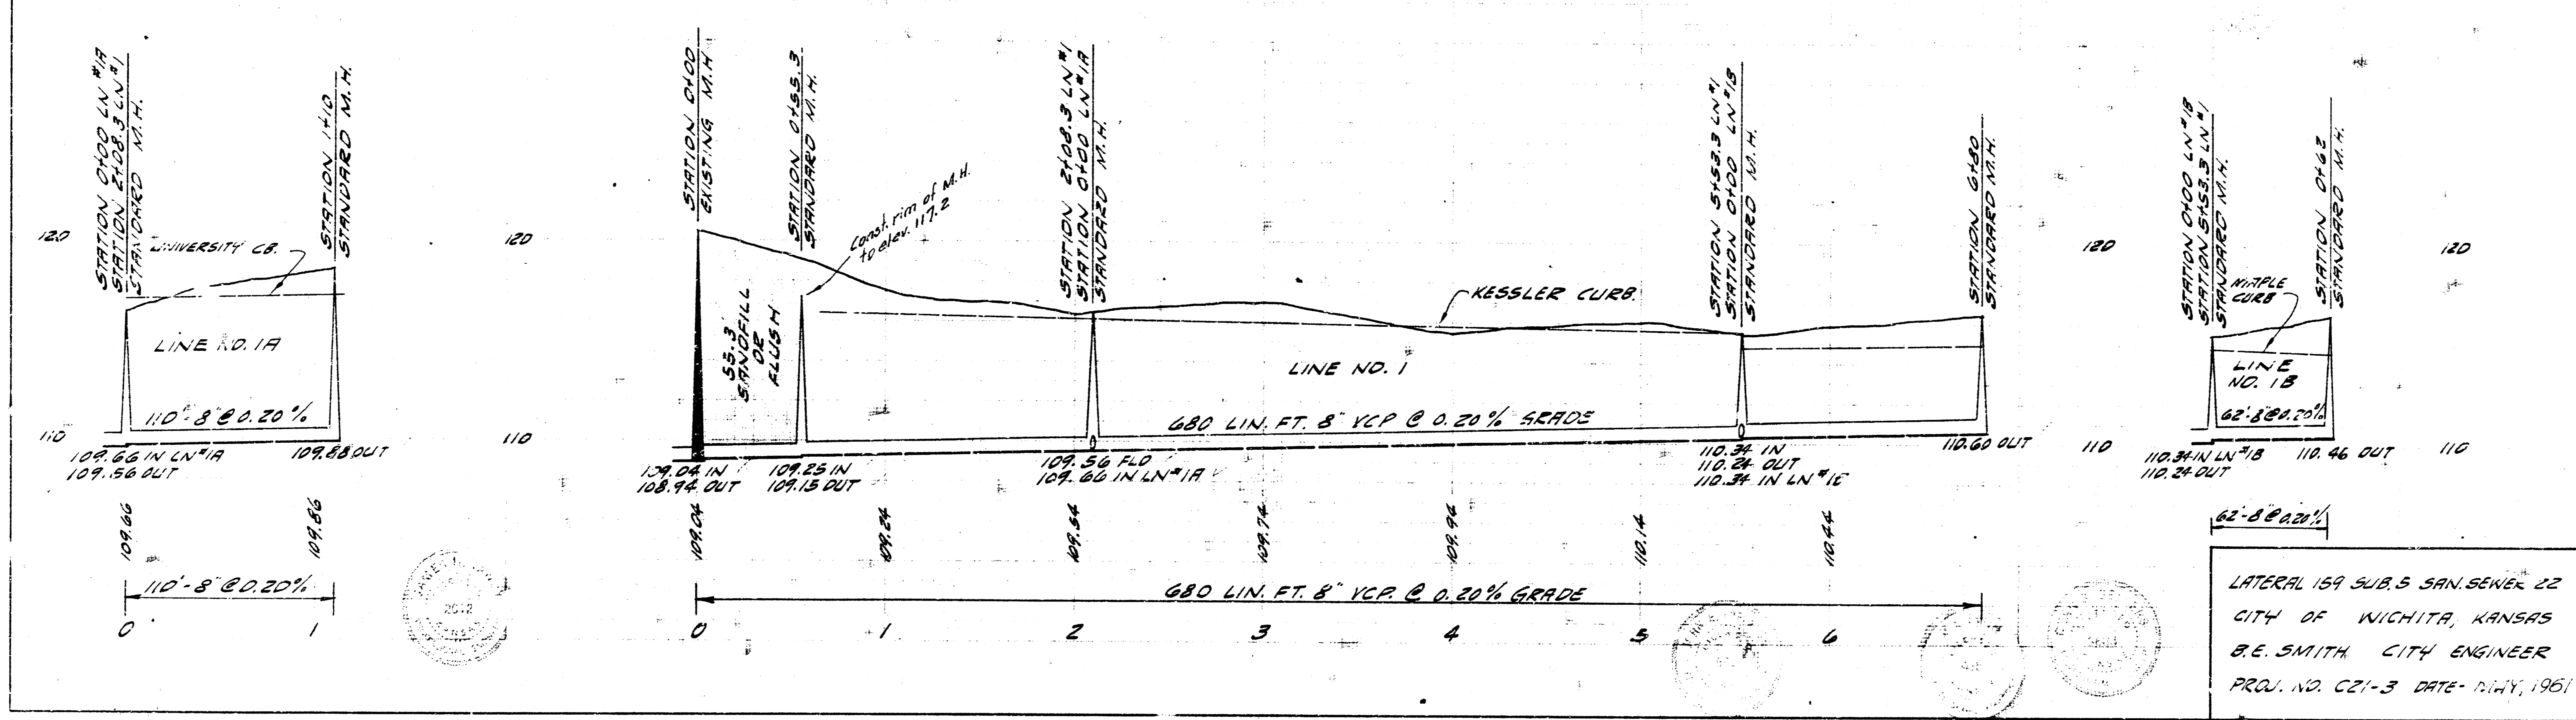 STATION 0+00 LN #1A
STATION 2+08.3 LN #1
STANDARD M.H.
STATION 1+10
STANDARD M.H.
120
UNIVERSITY CB.
LINE NO. 1A
110'-8" @ 0.20%
110
109.66 IN LN #1A
109.56 OUT
109.88 OUT
109.66
109.86
110'-8" @ 0.20%
0
1
STATION 0+00
EXISTING M.H.
STATION 0+55.3
STANDARD M.H.
Const. rim of M.H.
to elev. 117.2
STATION 2+08.3 LN #1
STATION 0+00 LN #1A
STANDARD M.H.
STATION 5+53.3 LN #1
STATION 0+00 LN #1B
STANDARD M.H.
STATION 6+80
STANDARD M.H.
120
120
55.3'
SANDFILL
OR
FLUSH
KESSLER CURB
LINE NO. 1
680 LIN. FT. 8" VCP @ 0.20% GRADE
110
110
109.04 IN
108.94 OUT
109.25 IN
109.15 OUT
109.56 FLO
109.66 IN LN #1A
110.34 IN
110.24 OUT
110.34 IN LN #1B
110.60 OUT
109.04
109.24
109.54
109.74
109.94
110.14
110.44
680 LIN. FT. 8" VCP. @ 0.20% GRADE
0
1
2
3
4
5
6
STATION 0+00 LN #1B
STATION 5+53.3 LN #1
STANDARD M.H.
STATION 0+62
STANDARD M.H.
120
MAPLE
CURB
LINE
NO. 1B
62'-8" @ 0.20%
110
110.34 IN LN #1B
110.24 OUT
110.46 OUT
62'-8" @ 0.20%
LATERAL 159 SUB. 5 SAN. SEWER 22
CITY OF WICHITA, KANSAS
B.E. SMITH CITY ENGINEER
PROJ. NO. C21-3 DATE- MAY, 1961